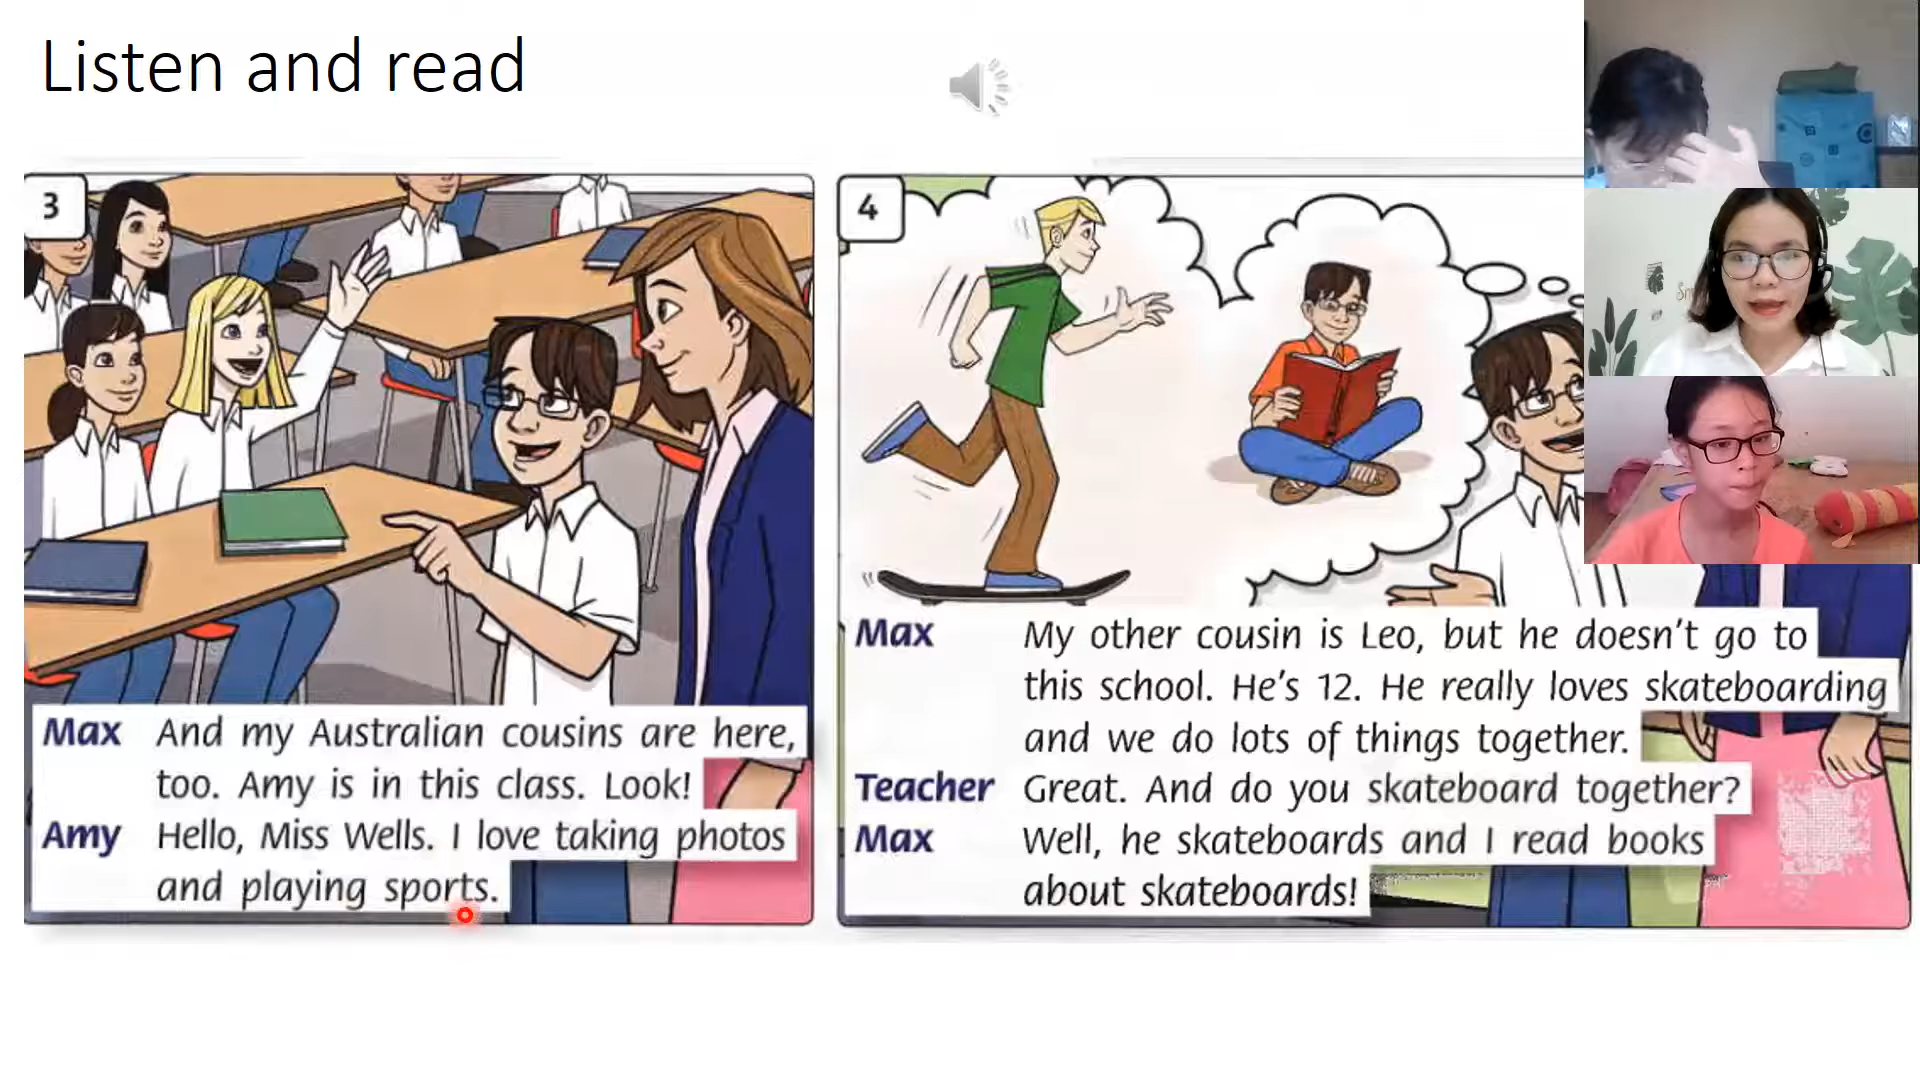 Listen and read
3
Max And my Australian cousins are here,
too. Amy is in this class. Look!
Amy Hello, Miss Wells. I love taking photos
and playing sports.
4
Max My other cousin is Leo, but he doesn't go to
this school. He's 12. He really loves skateboarding
and we do lots of things together.
Teacher Great. And do you skateboard together?
Max Well, he skateboards and I read books
about skateboards!